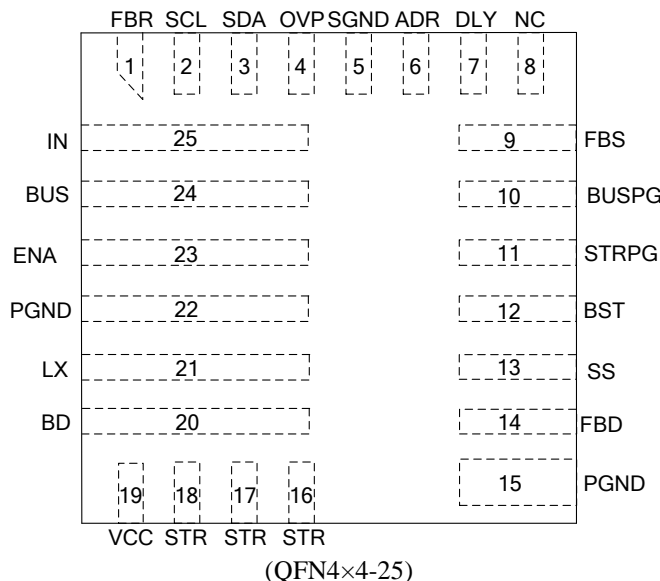 FBR SCL SDA OVP SGND ADR DLY NC
1 2 3 4 5 6 7 8
IN 25 9 FBS
BUS 24 10 BUSPG
ENA 23 11 STRPG
PGND 22 12 BST
LX 21 13 SS
BD 20 14 FBD
19 18 17 16 15 PGND
VCC STR STR STR
(QFN4×4-25)